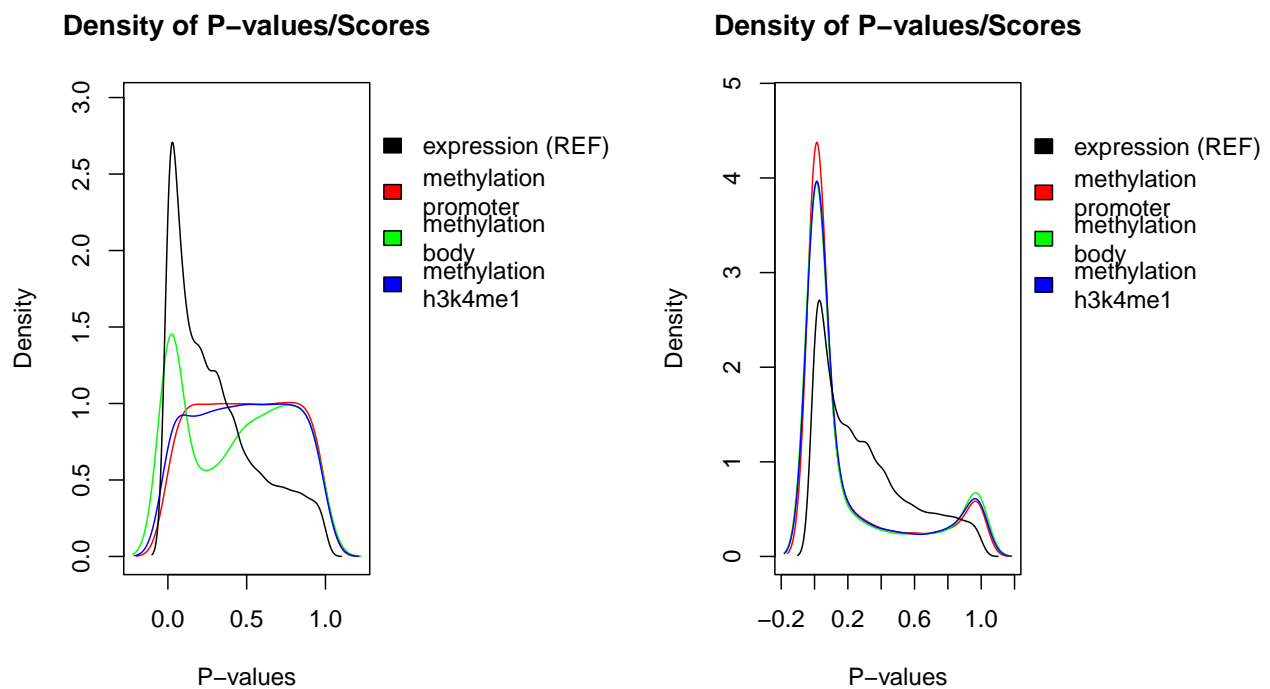 Density of P−values/Scores
3.0
2.5
2.0
1.5
1.0
0.5
0.0
Density
0.0 0.5 1.0
P−values
expression (REF)
methylation
promoter
methylation
body
methylation
h3k4me1
Density of P−values/Scores
5
4
3
2
1
0
Density
−0.2 0.2 0.6 1.0
P−values
expression (REF)
methylation
promoter
methylation
body
methylation
h3k4me1